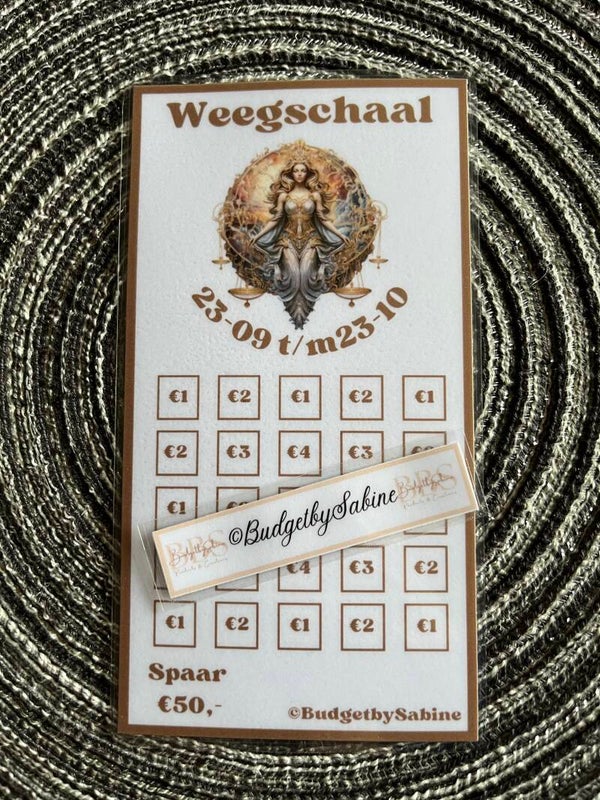 Weegschaal
23-09 t/m23-10
€1 €2 €1 €2 €1
€2 €3 €4 €3
€1
©BudgetbySabine
€4 €3 €2
€1 €2 €1 €2 €1
Spaar
€50,-
©BudgetbySabine